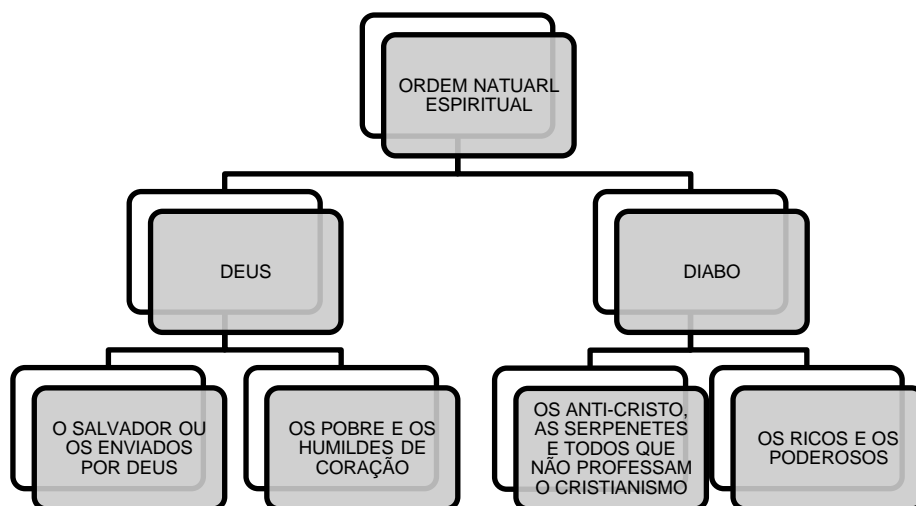 ORDEM NATUARL
ESPIRITUAL
DEUS
DIABO
O SALVADOR OU
OS ENVIADOS
POR DEUS
OS POBRE E OS
HUMILDES DE
CORAÇÃO
OS ANTI-CRISTO,
AS SERPENETES
E TODOS QUE
NÃO PROFESSAM
O CRISTIANISMO
OS RICOS E OS
PODEROSOS